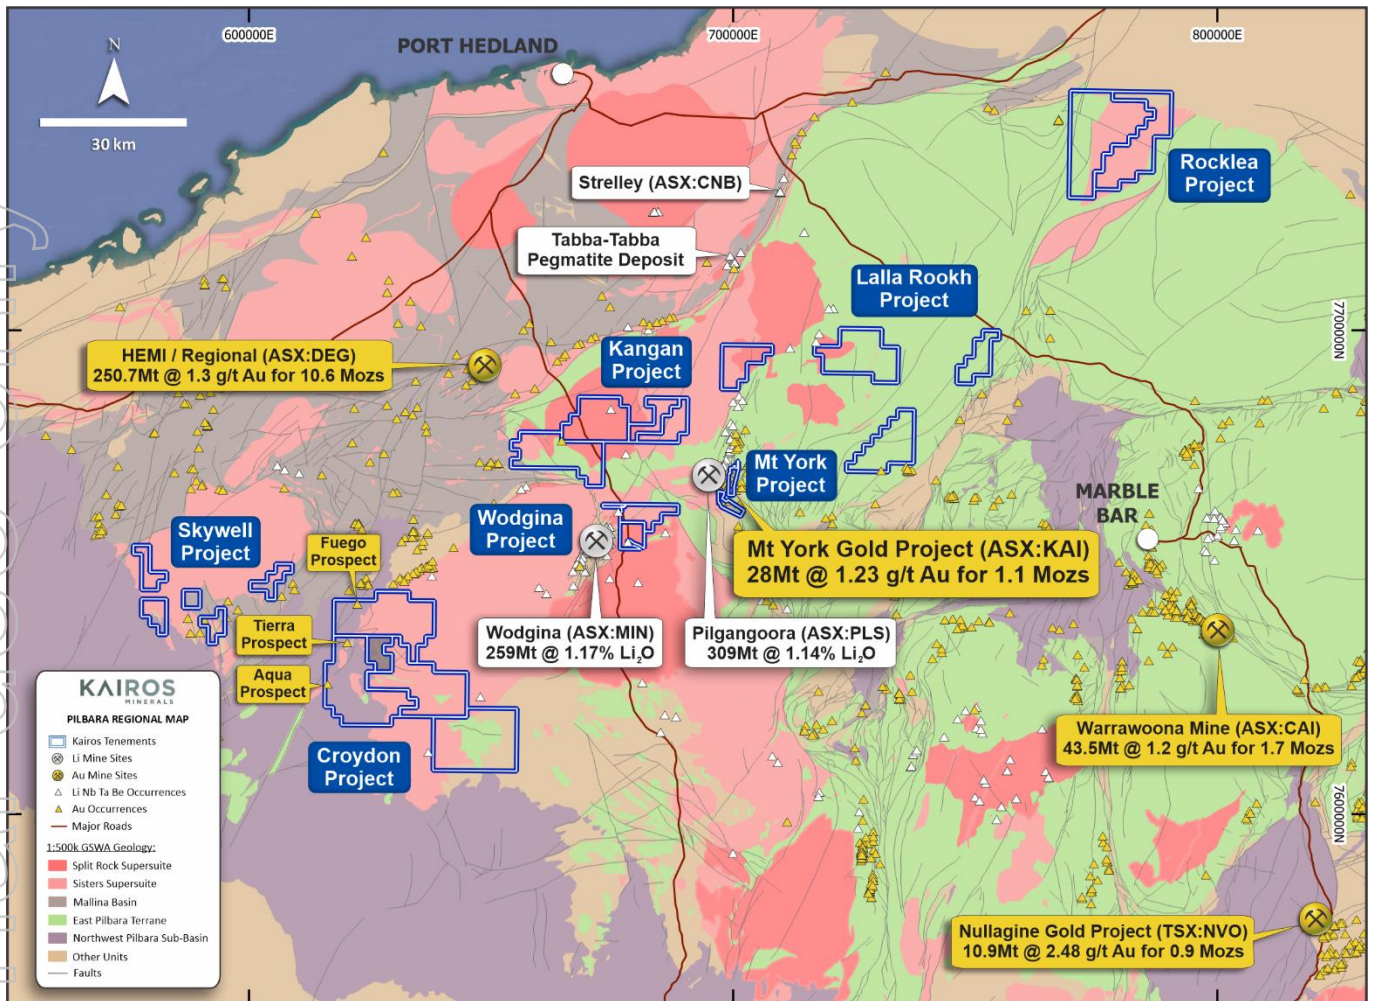 600000E
700000E
800000E
N
PORT HEDLAND
30 km
Rocklea
Project
Strelley (ASX:CNB)
Tabba-Tabba
Pegmatite Deposit
Lalla Rookh
Project
7700000N
HEMI / Regional (ASX:DEG)
250.7Mt @ 1.3 g/t Au for 10.6 Mozs
Kangan
Project
Mt York
Project
MARBLE
BAR
Skywell
Project
Fuego
Prospect
Wodgina
Project
Mt York Gold Project (ASX:KAI)
28Mt @ 1.23 g/t Au for 1.1 Mozs
Tierra
Prospect
Wodgina (ASX:MIN)
259Mt @ 1.17% Li₂O
Pilgangoora (ASX:PLS)
309Mt @ 1.14% Li₂O
Aqua
Prospect
Croydon
Project
Warrawoona Mine (ASX:CAI)
43.5Mt @ 1.2 g/t Au for 1.7 Mozs
7600000N
Nullagine Gold Project (TSX:NVO)
10.9Mt @ 2.48 g/t Au for 0.9 Mozs
KAIROS
MINERALS
PILBARA REGIONAL MAP
Kairos Tenements
Li Mine Sites
Au Mine Sites
Li Nb Ta Be Occurrences
Au Occurrences
Major Roads
1:500k GSWA Geology:
Split Rock Supersuite
Sisters Supersuite
Mallina Basin
East Pilbara Terrane
Northwest Pilbara Sub-Basin
Other Units
Faults